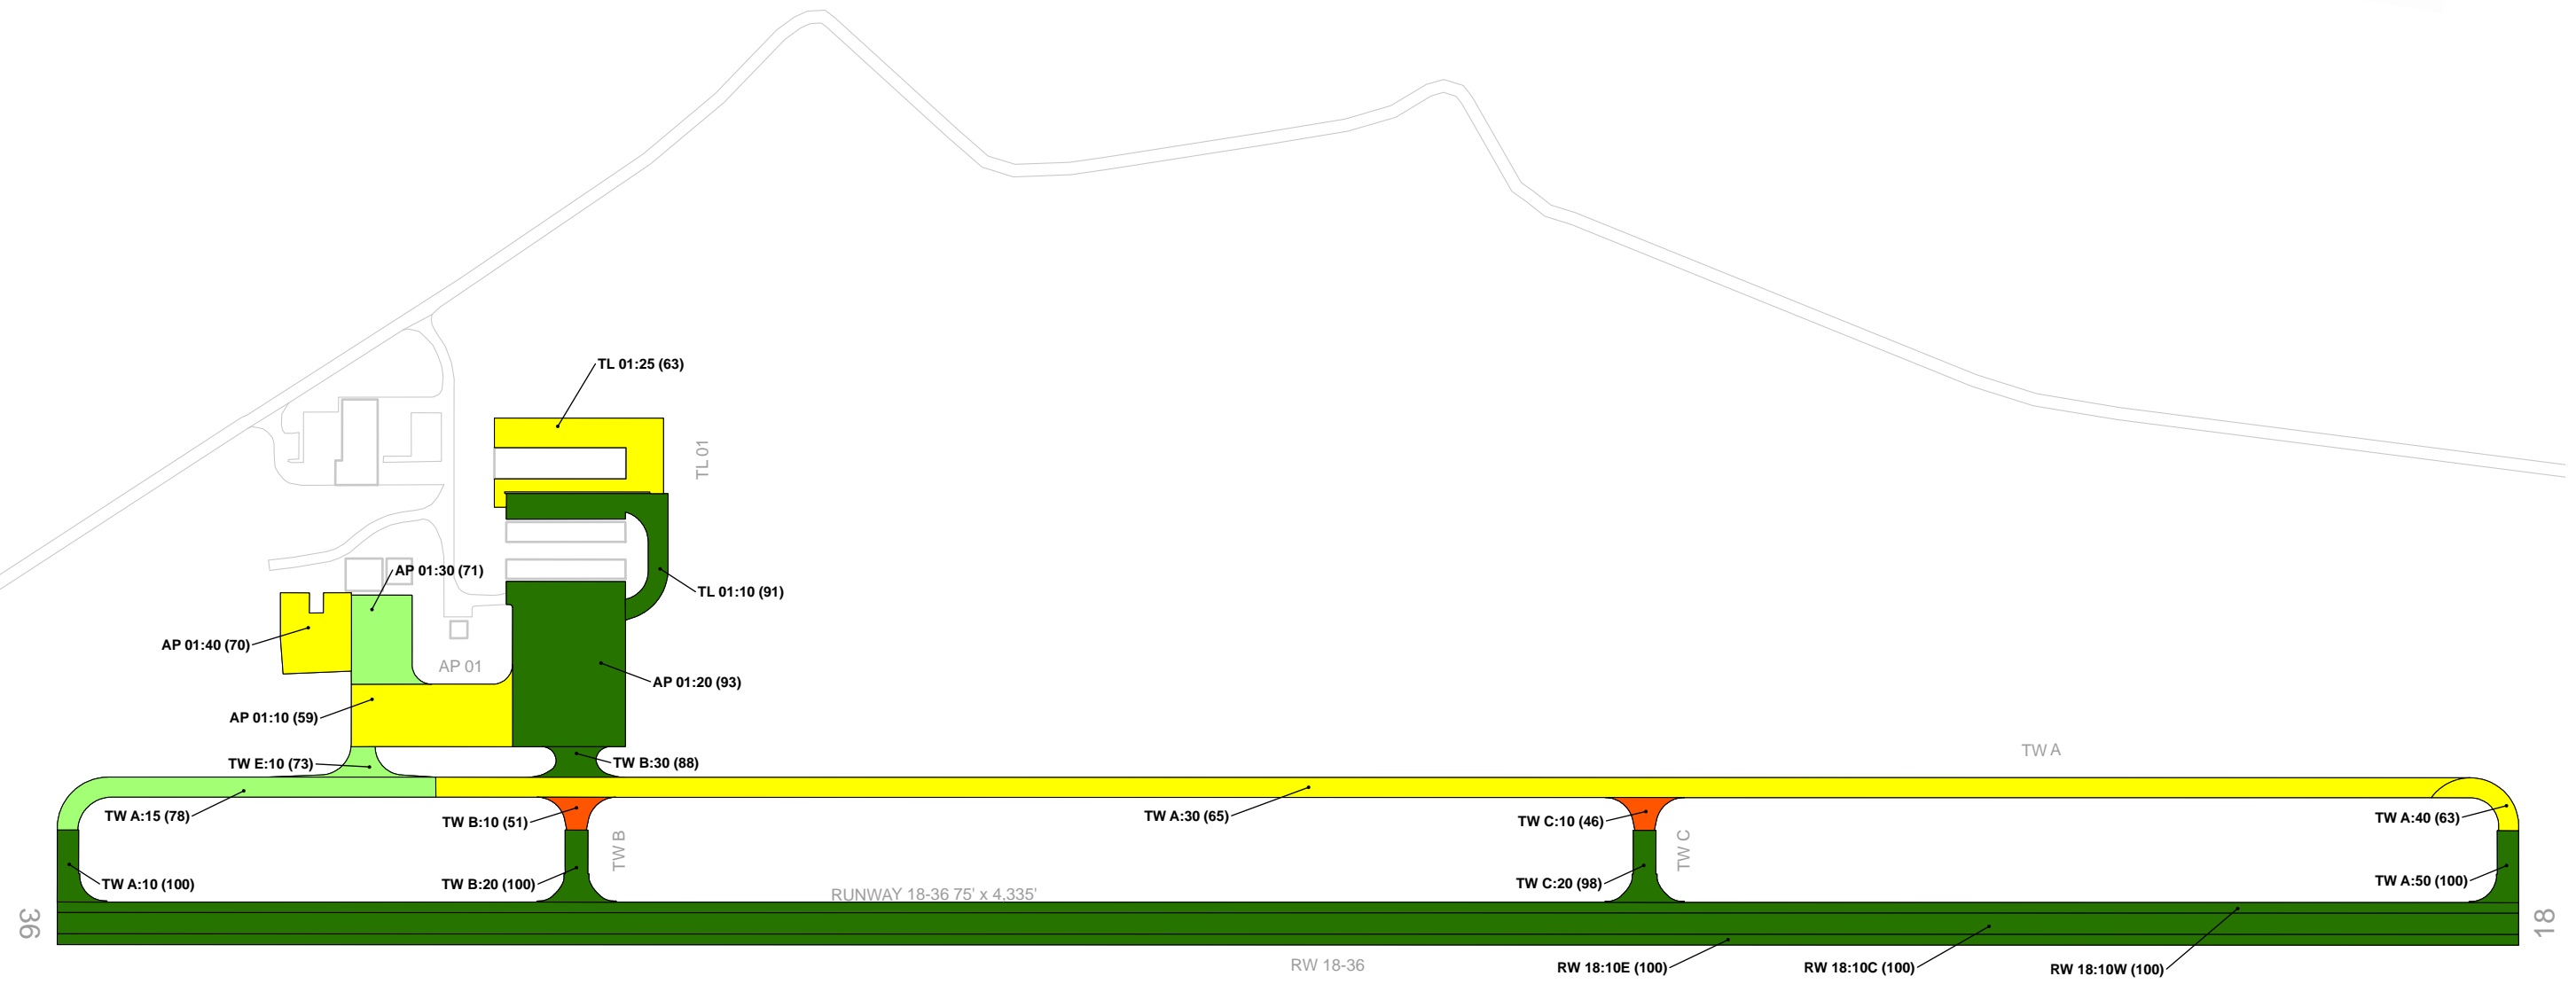 TL 01:25 (63)
TL 01
AP 01:30 (71)
TL 01:10 (91)
AP 01:40 (70)
AP 01
AP 01:20 (93)
AP 01:10 (59)
TW A
TW E:10 (73)
TW B:30 (88)
TW A:15 (78)
TW B:10 (51)
TW B
TW A:30 (65)
TW C:10 (46)
TW C
TW A:40 (63)
TW A:10 (100)
TW B:20 (100)
TW C:20 (98)
TW A:50 (100)
RUNWAY 18-36 75' x 4,335'
36
18
RW 18-36
RW 18:10E (100)
RW 18:10C (100)
RW 18:10W (100)